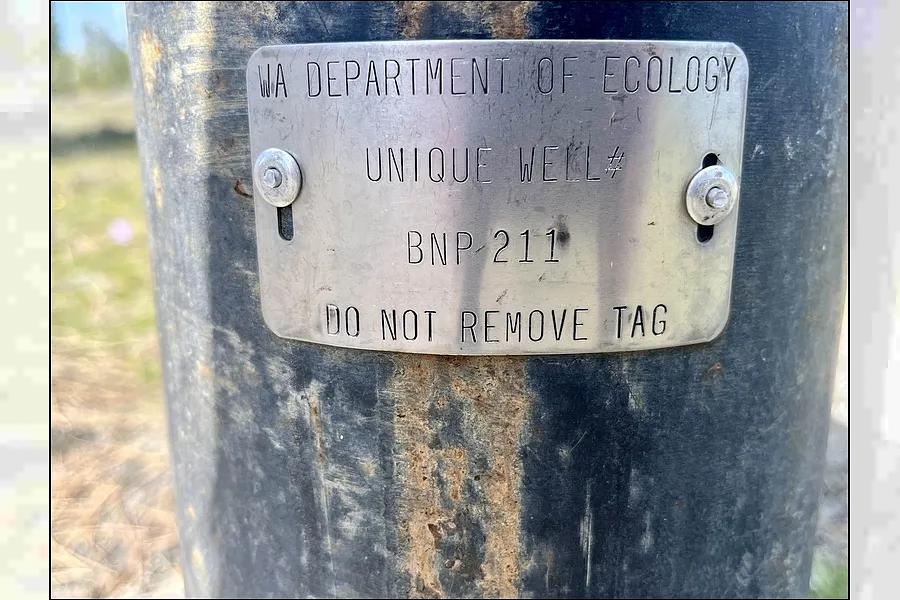 WA DEPARTMENT OF ECOLOGY
UNIQUE WELL#
BNP 211
DO NOT REMOVE TAG